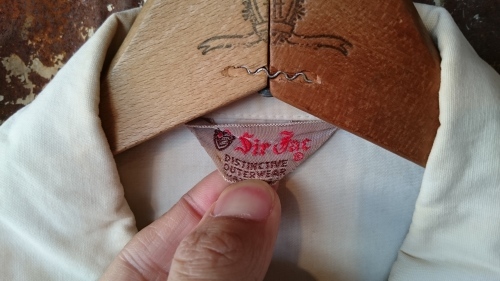 Sir Jac ®
DISTINCTIVE
OUTERWEAR